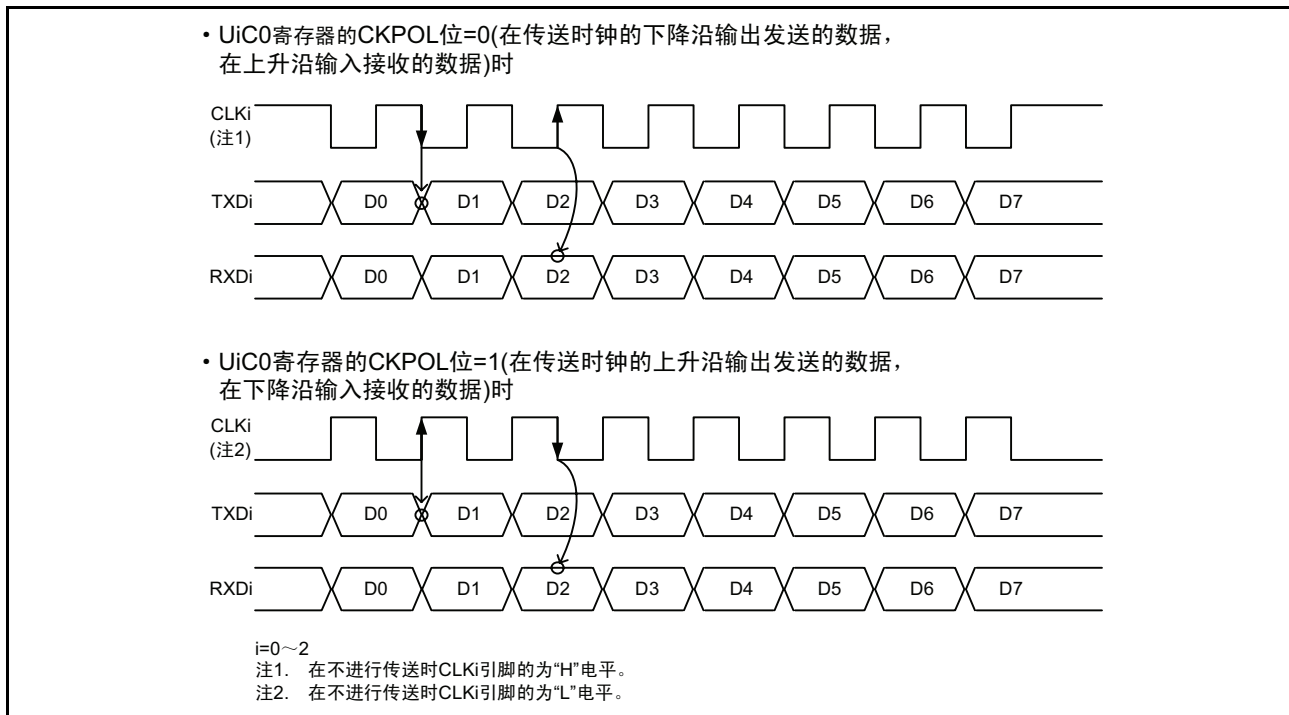 • UiC0寄存器的CKPOL位=0(在传送时钟的下降沿输出发送的数据,
在上升沿输入接收的数据)时
CLKi
(注1)
TXDi D0 D1 D2 D3 D4 D5 D6 D7
RXDi D0 D1 D2 D3 D4 D5 D6 D7
• UiC0寄存器的CKPOL位=1(在传送时钟的上升沿输出发送的数据,
在下降沿输入接收的数据)时
CLKi
(注2)
TXDi D0 D1 D2 D3 D4 D5 D6 D7
RXDi D0 D1 D2 D3 D4 D5 D6 D7
i=0～2
注1. 在不进行传送时CLKi引脚的为“H”电平。
注2. 在不进行传送时CLKi引脚的为“L”电平。